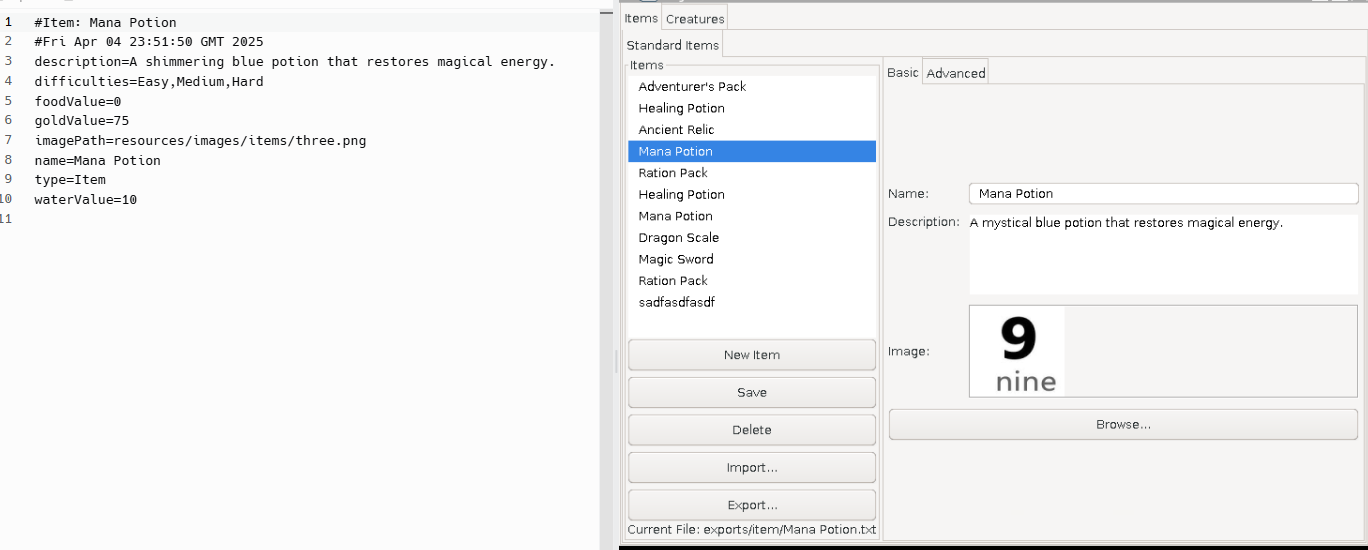 1 #Item: Mana Potion
2 #Fri Apr 04 23:51:50 GMT 2025
3 description=A shimmering blue potion that restores magical energy.
4 difficulties=Easy,Medium,Hard
5 foodValue=0
6 goldValue=75
7 imagePath=resources/images/items/three.png
8 name=Mana Potion
9 type=Item
10 waterValue=10
11
Items Creatures
Standard Items
Items
Adventurer's Pack
Healing Potion
Ancient Relic
Mana Potion
Ration Pack
Healing Potion
Mana Potion
Dragon Scale
Magic Sword
Ration Pack
sadfasdfasdf
New Item
Save
Delete
Import...
Export...
Current File: exports/item/Mana Potion.txt
Basic Advanced
Name: Mana Potion
Description: A mystical blue potion that restores magical energy.
Image:
9
nine
Browse...